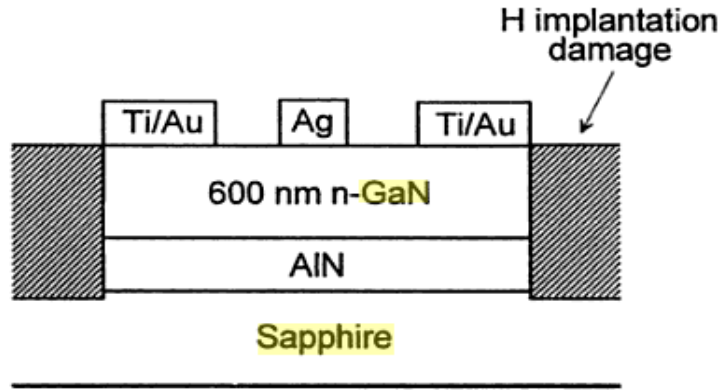 H implantation
damage
Ti/Au
Ag
Ti/Au
600 nm n-GaN
AlN
Sapphire